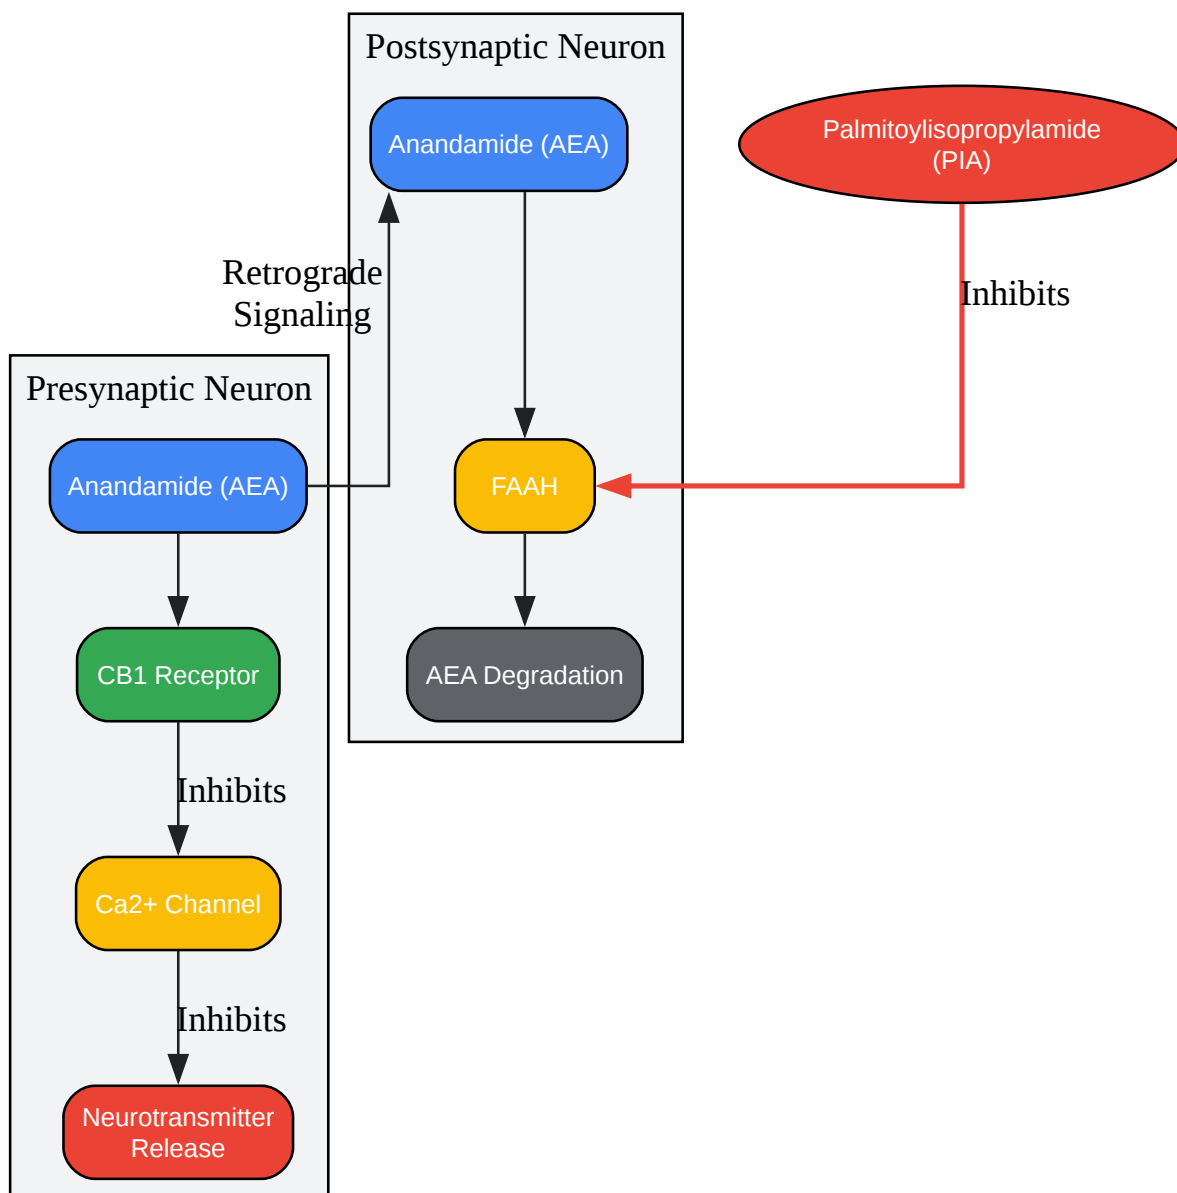 Postsynaptic Neuron
Anandamide (AEA)
Palmitoylisopropylamide
(PIA)
Retrograde
Signaling
Inhibits
Presynaptic Neuron
Anandamide (AEA)
FAAH
CB1 Receptor
AEA Degradation
Inhibits
Ca2+ Channel
Inhibits
Neurotransmitter
Release